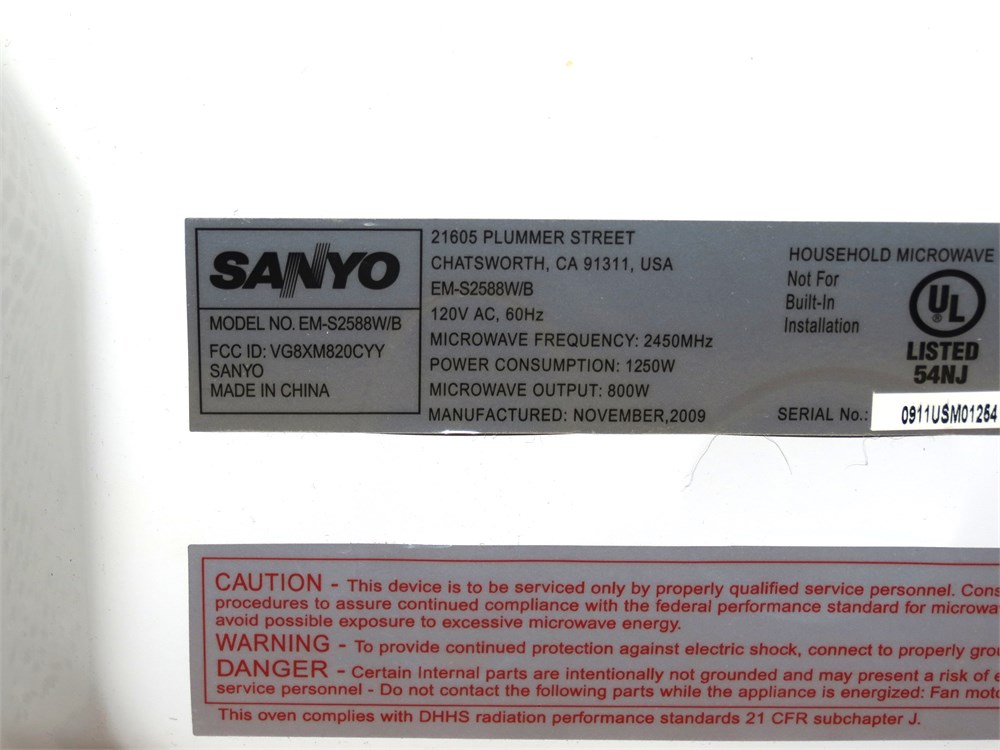 SANYO
MODEL NO. EM-S2588W/B
FCC ID: VG8XM820CYY
SANYO
MADE IN CHINA
21605 PLUMMER STREET
CHATSWORTH, CA 91311, USA
EM-S2588W/B
120V AC, 60Hz
MICROWAVE FREQUENCY: 2450MHz
POWER CONSUMPTION: 1250W
MICROWAVE OUTPUT: 800W
MANUFACTURED: NOVEMBER,2009
HOUSEHOLD MICROWAVE
Not For
Built-In
Installation
UL
®
LISTED
54NJ
SERIAL No.: 0911USM01254
CAUTION - This device is to be serviced only by properly qualified service personnel. Cons
procedures to assure continued compliance with the federal performance standard for microwa
avoid possible exposure to excessive microwave energy.
WARNING - To provide continued protection against electric shock, connect to properly grou
DANGER - Certain Internal parts are intentionally not grounded and may present a risk of e
service personnel - Do not contact the following parts while the appliance is energized: Fan moto
This oven complies with DHHS radiation performance standards 21 CFR subchapter J.